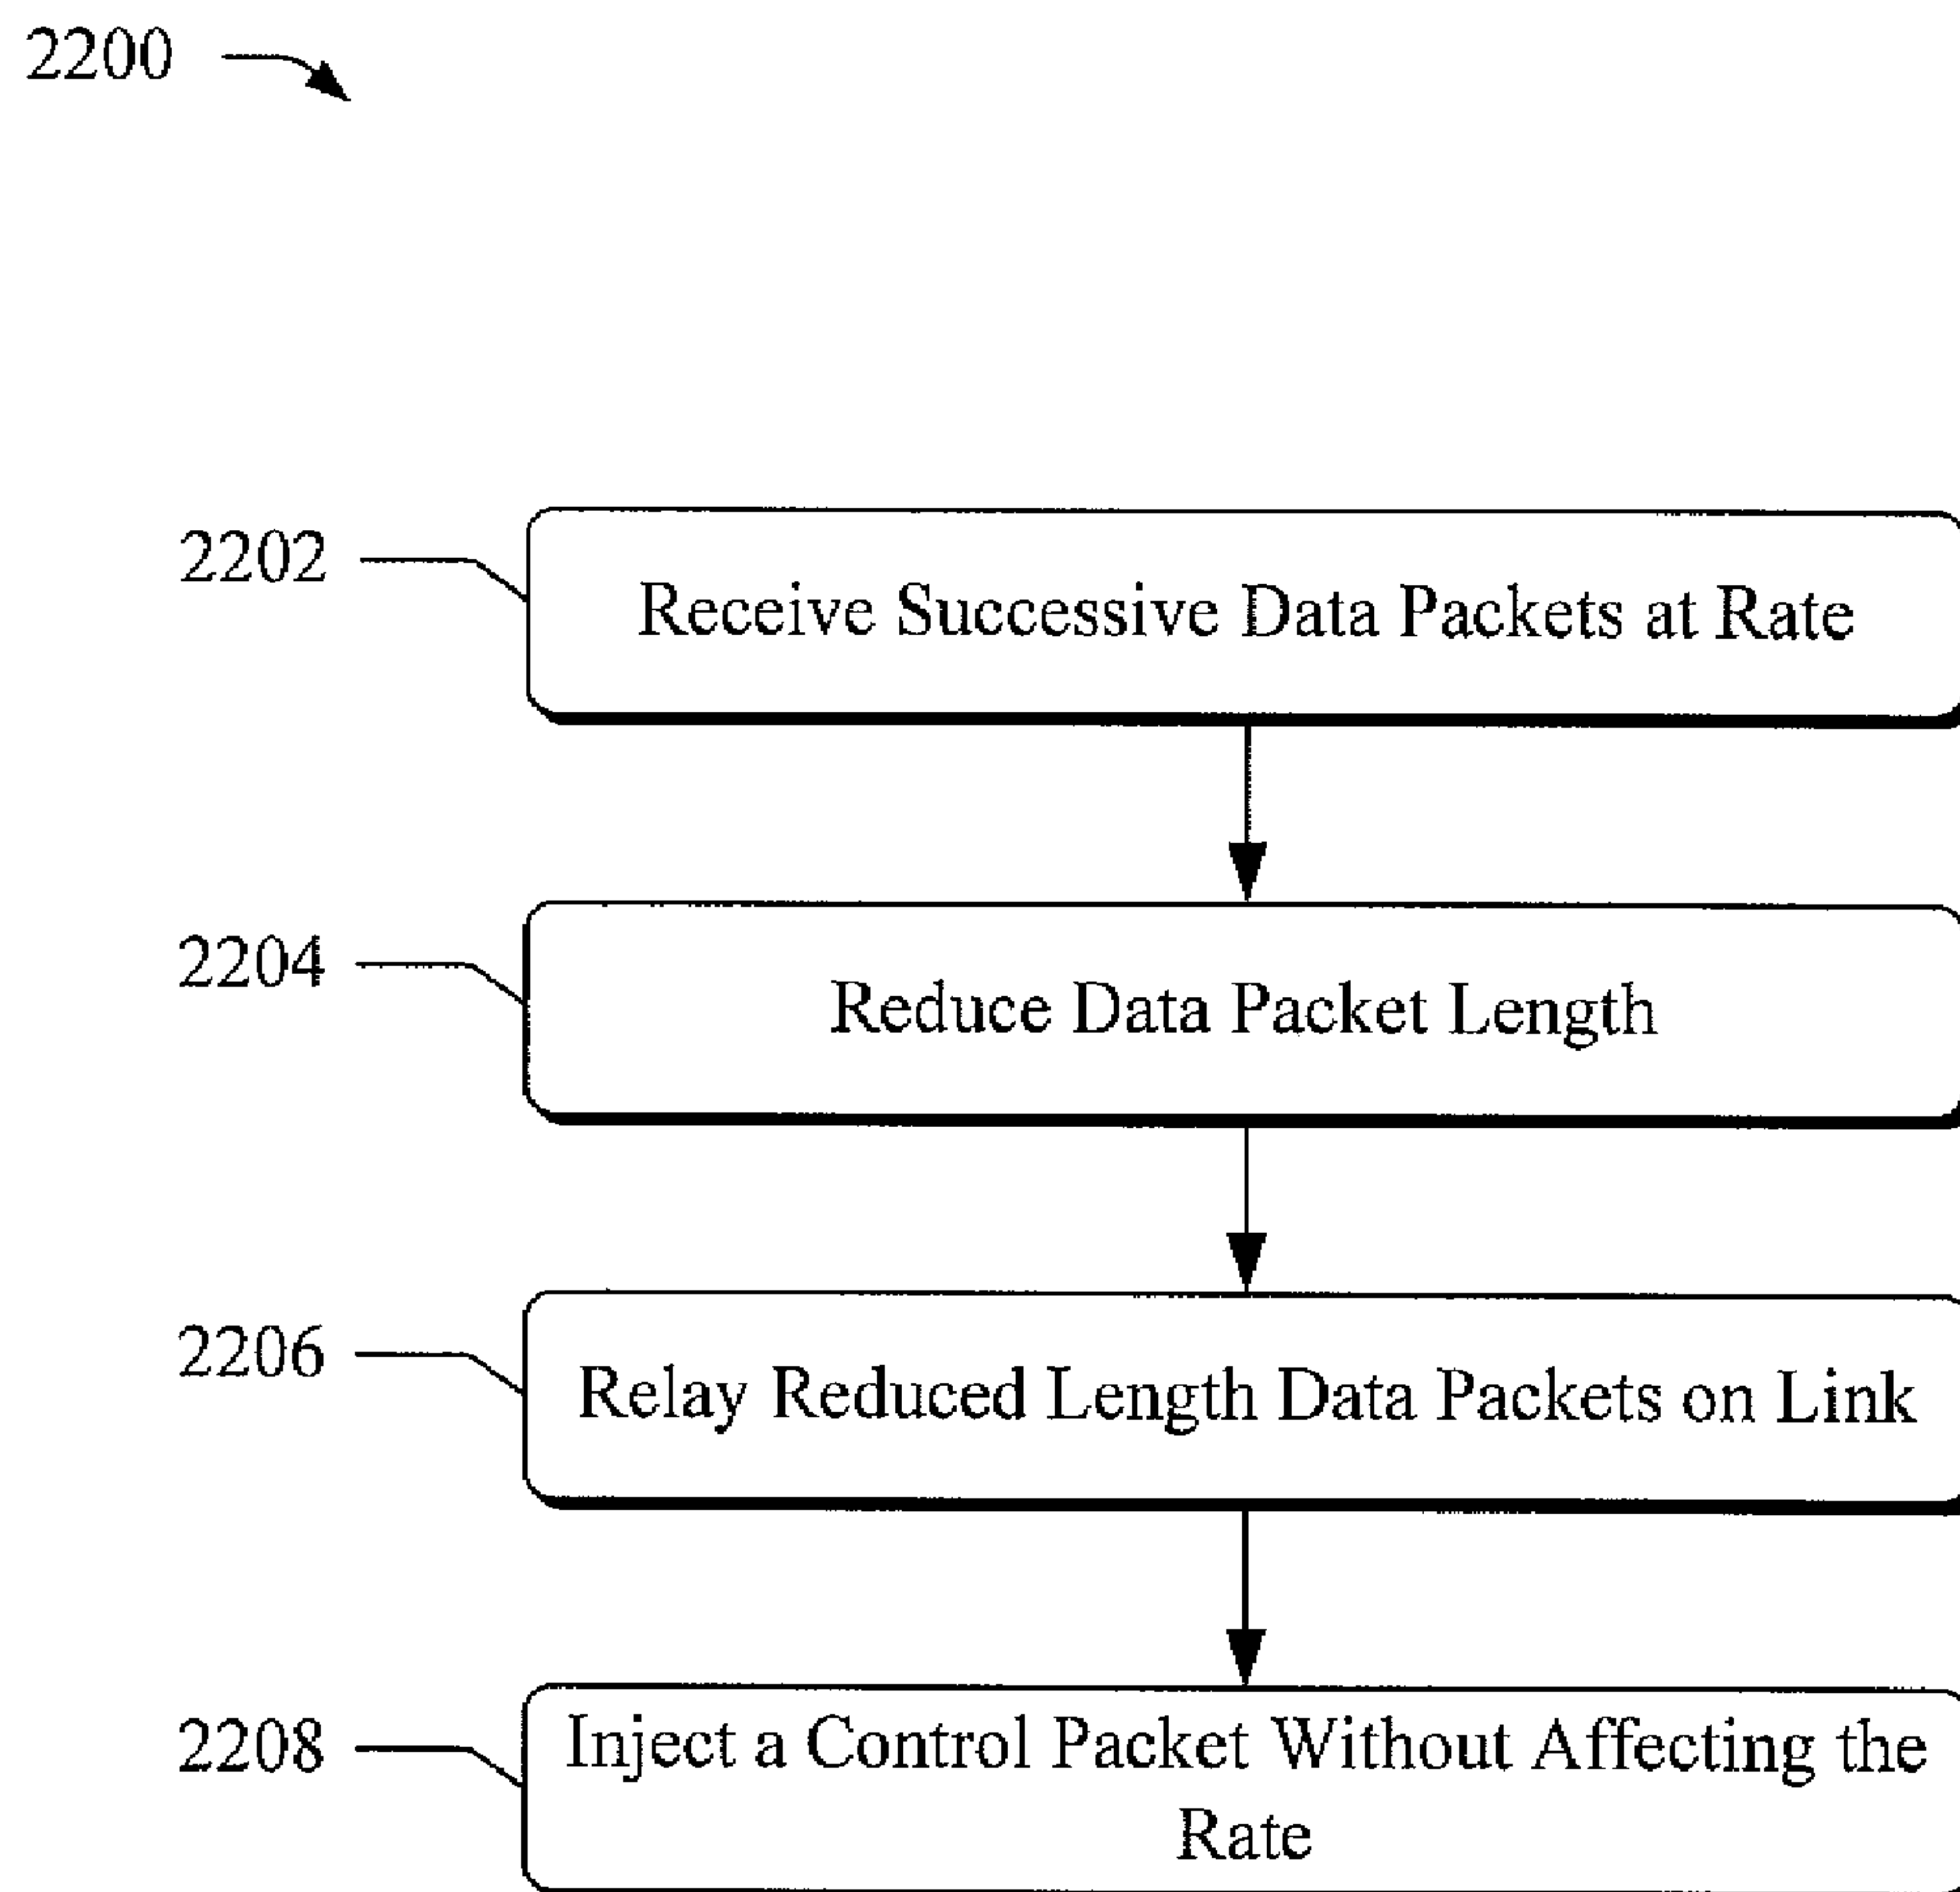 2200
2202
Receive Successive Data Packets at Rate
2204
Reduce Data Packet Length
2206
Relay Reduced Length Data Packets on Link
2208
Inject a Control Packet Without Affecting the
Rate